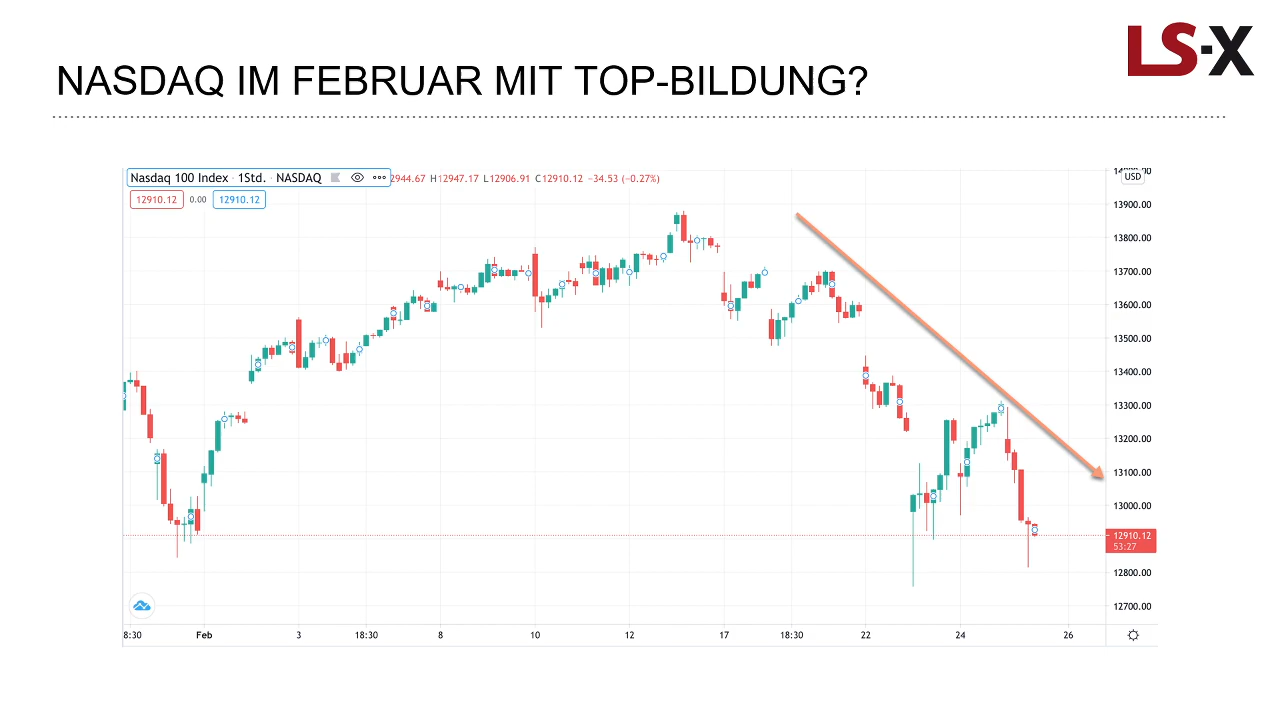 LS-X
NASDAQ IM FEBRUAR MIT TOP-BILDUNG?
Nasdaq 100 Index · 1Std. · NASDAQ 2944.67 H12947.17 L12906.91 C12910.12 −34.53 (−0.27%)
12910.12 0.00 12910.12
USD
13900.00
13800.00
13700.00
13600.00
13500.00
13400.00
13300.00
13200.00
13100.00
13000.00
12910.12
53:27
12800.00
12700.00
8:30 Feb 3 18:30 8 10 12 17 18:30 22 24 26